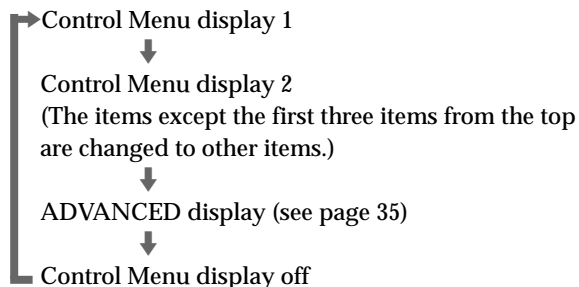 Control Menu display 1
Control Menu display 2
(The items except the first three items from the top
are changed to other items.)
ADVANCED display (see page 35)
Control Menu display off